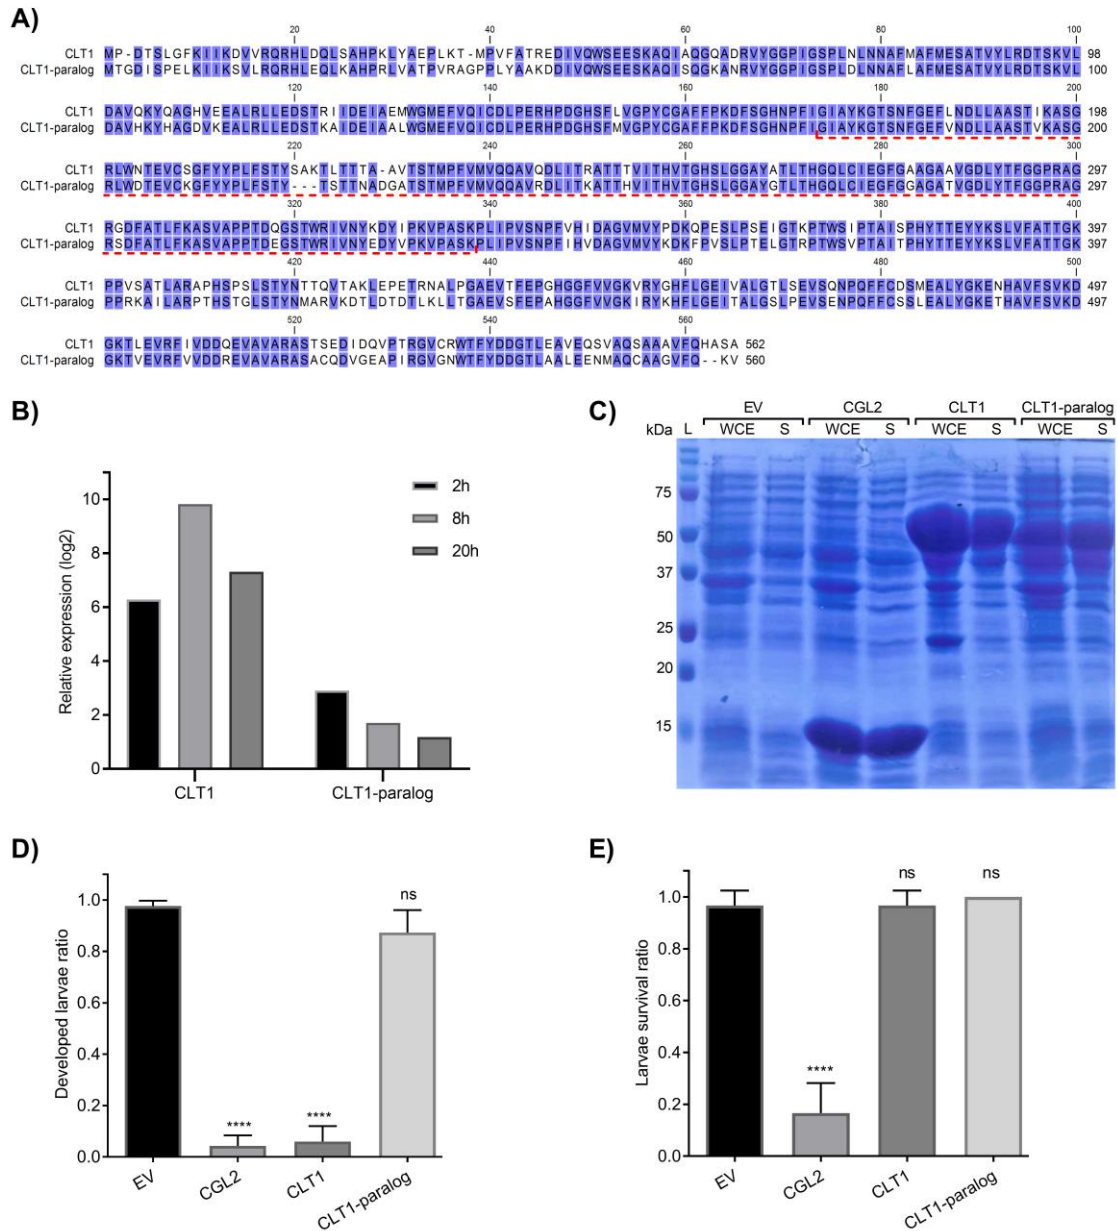 A)
20 40 60 80 100
CLT1 MP-DTSLGFKIIKDVVRQRHLDQLSAHPKLYAEPLKT-MPVFATREDIVQWSEESKAQIAQGQADRVYGGPIGSPLNLNNAFMAFMESATVYLRDTSKVL 98
CLT1-paralog MTGDISPELKIIKSVLRQRHLEQLKAHPRLVATPVRAGPPLYAAKDDIVQWSEESKAQISQGKANRVYGGPIGSPLDLNNAFLAFMESATVYLRDTSKVL 100
120 140 160 180 200
CLT1 DAVQKYQAGHVEEALRLLEDSTRIIDEIAEMWGMEFVQICDLPERHPDGHSFLVGPYCGAFFPKDFSGHNPFIGIAYKGTSNFGEFLNDLLAASTIKASG 198
CLT1-paralog DAVHKYHAGDVKEALRLLEDSTKAIDEIAALWGMEFVQICDLPERHPDGHSFMVGPYCGAFFPKDFSGHNPFIGIAYKGTSNFGEFVNDLLAASTVKASG 200
220 240 260 280 300
CLT1 RLWNTEVCSGFYYPLFSTYSAKTLTTTA-AVTSTMPFVMVQQAVQDLITRATTTVITHVTGHSLGGAYATLTHGQLCIEGFGAAGAAVGDLYTFGGPRAG 297
CLT1-paralog RLWDTEVCKGFYYPLFSTY---TSTTNADGATSTMPFVMVQQAVRDLITKATTHVITHVTGHSLGGAYATLTHGQLCIEGFGGAGATVGDLYTFGGPRAG 297
320 340 360 380 400
CLT1 RGDFATLFKASVAPPTDQGSTWRIVNYKDYIPKVPASKPLIPVSNPFVHIDAGVMVYPDKQPESLPSEIGTKPTWSIPTAISPHYTTEYYKSLVFATTGK 397
CLT1-paralog RSDFATLFKASVAPPTDEGSTWRIVNYEDYVPKVPASKPLIPVSNPFIHVDAGVMVYKDKFPVSLPTELGTRPTWSVPTAITPHYTTEYYKSLVFATTGK 397
420 440 460 480 500
CLT1 PPVSATLARAPHSPSLSTYNTTQVTAKLEPETRNALPGAEVTFEPGHGGFVVGKVRYGHFLGEIVALGTLSEVSQNPQFFCDSMEALYGKENHAVFSVKD 497
CLT1-paralog PPRKAILARPTHSTGLSTYNMARVKDTLDTDTLKLLTGAEVSFEPGHGGFVVGKIRYKHFLGEITALGSLPEVSENPQFFCSSLEALYGKETHAVFSVKD 497
520 540 560
CLT1 GKTLEVRFIVDDQEVAVARASTSEDIDQVPTRGVCRWTFYDDGTLEAVEQSVAQSAAAVFQHASA 562
CLT1-paralog GKTVEVRFVVDDREVAVARASACQDVGEAPIRGVGNWTFYDDGTLAALEENMAQCAAGVFQ--KV 560
B)
Relative expression (log2)
10
8
6
4
2
0
2h
8h
20h
CLT1 CLT1-paralog
C)
EV CGL2 CLT1 CLT1-paralog
kDa L WCE S WCE S WCE S WCE S
75
50
37
25
20
15
D)
Developed larvae ratio
1.0
0.8
0.6
0.4
0.2
0.0
**** **** ns
EV CGL2 CLT1 CLT1-paralog
E)
Larvae survival ratio
1.0
0.8
0.6
0.4
0.2
0.0
**** ns ns
EV CGL2 CLT1 CLT1-paralog